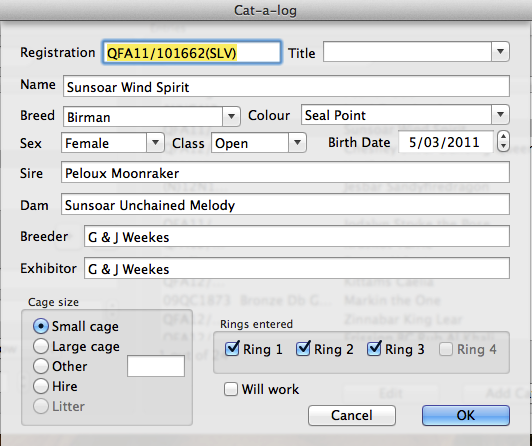 Cat-a-log
Registration QFA11/101662(SLV) Title
Name Sunsoar Wind Spirit
Breed Birman Colour Seal Point
Sex Female Class Open Birth Date 5/03/2011
Sire Peloux Moonraker
Dam Sunsoar Unchained Melody
Breeder G & J Weekes
Exhibitor G & J Weekes
Cage size
Small cage
Large cage
Other
Hire
Litter
Rings entered
Ring 1 Ring 2 Ring 3 Ring 4
Will work
Cancel OK